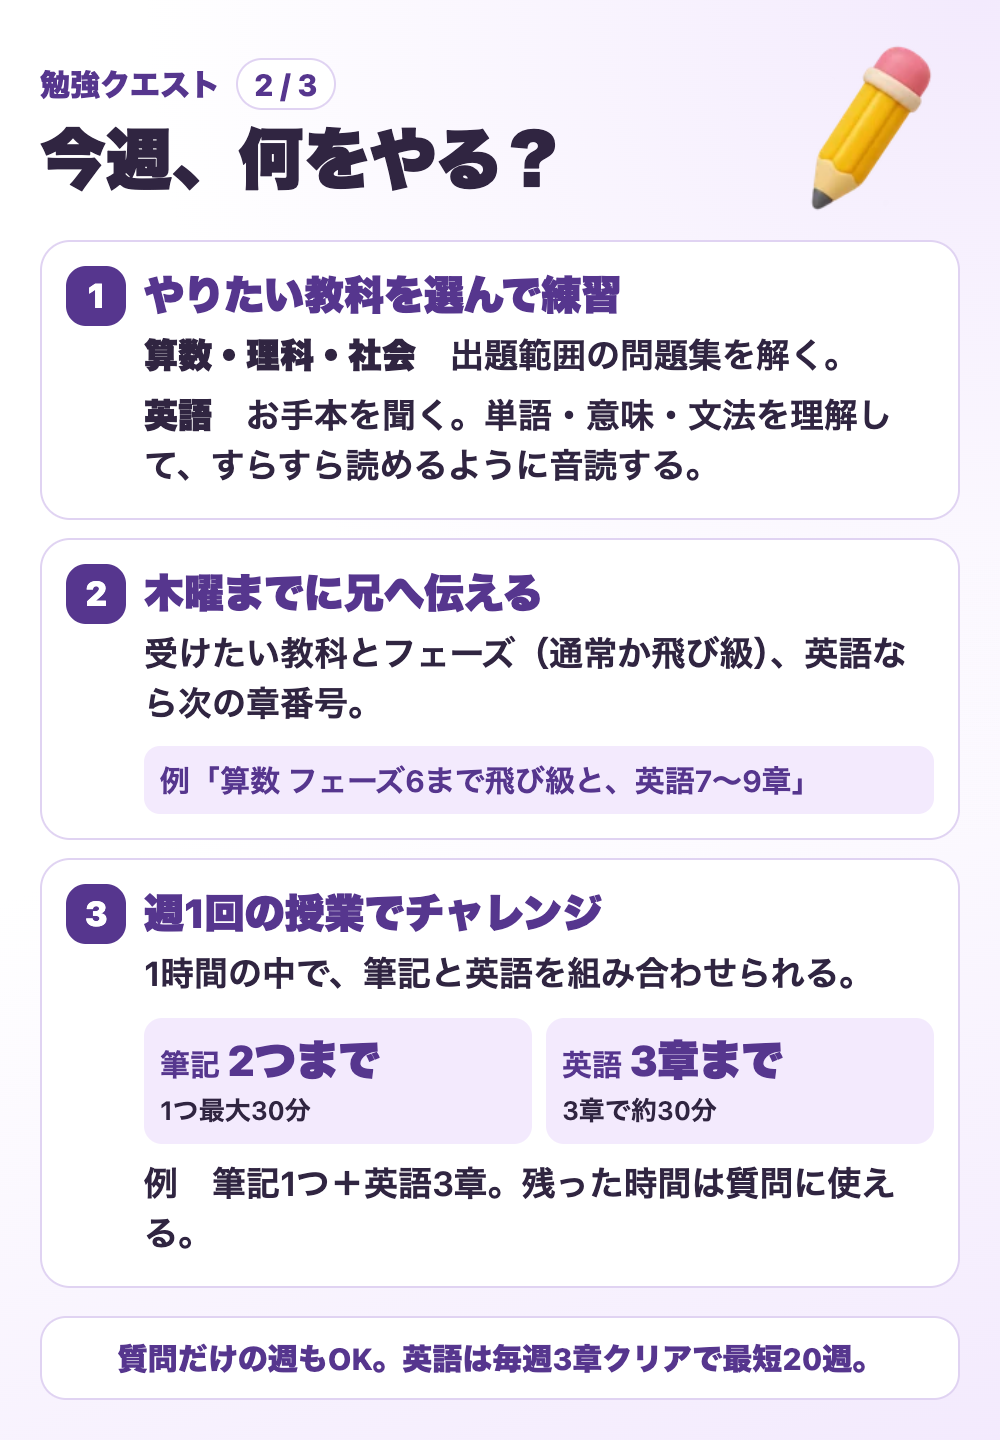 勉強クエスト 2 / 3
今週、何をやる？
1 やりたい教科を選んで練習
算数・理科・社会　出題範囲の問題集を解く。
英語　お手本を聞く。単語・意味・文法を理解し
て、すらすら読めるように音読する。
2 木曜までに兄へ伝える
受けたい教科とフェーズ（通常か飛び級）、英語な
ら次の章番号。
例「算数 フェーズ6まで飛び級と、英語7〜9章」
3 週1回の授業でチャレンジ
1時間の中で、筆記と英語を組み合わせられる。
筆記 2つまで
1つ最大30分
英語 3章まで
3章で約30分
例　筆記1つ＋英語3章。残った時間は質問に使え
る。
質問だけの週もOK。英語は毎週3章クリアで最短20週。